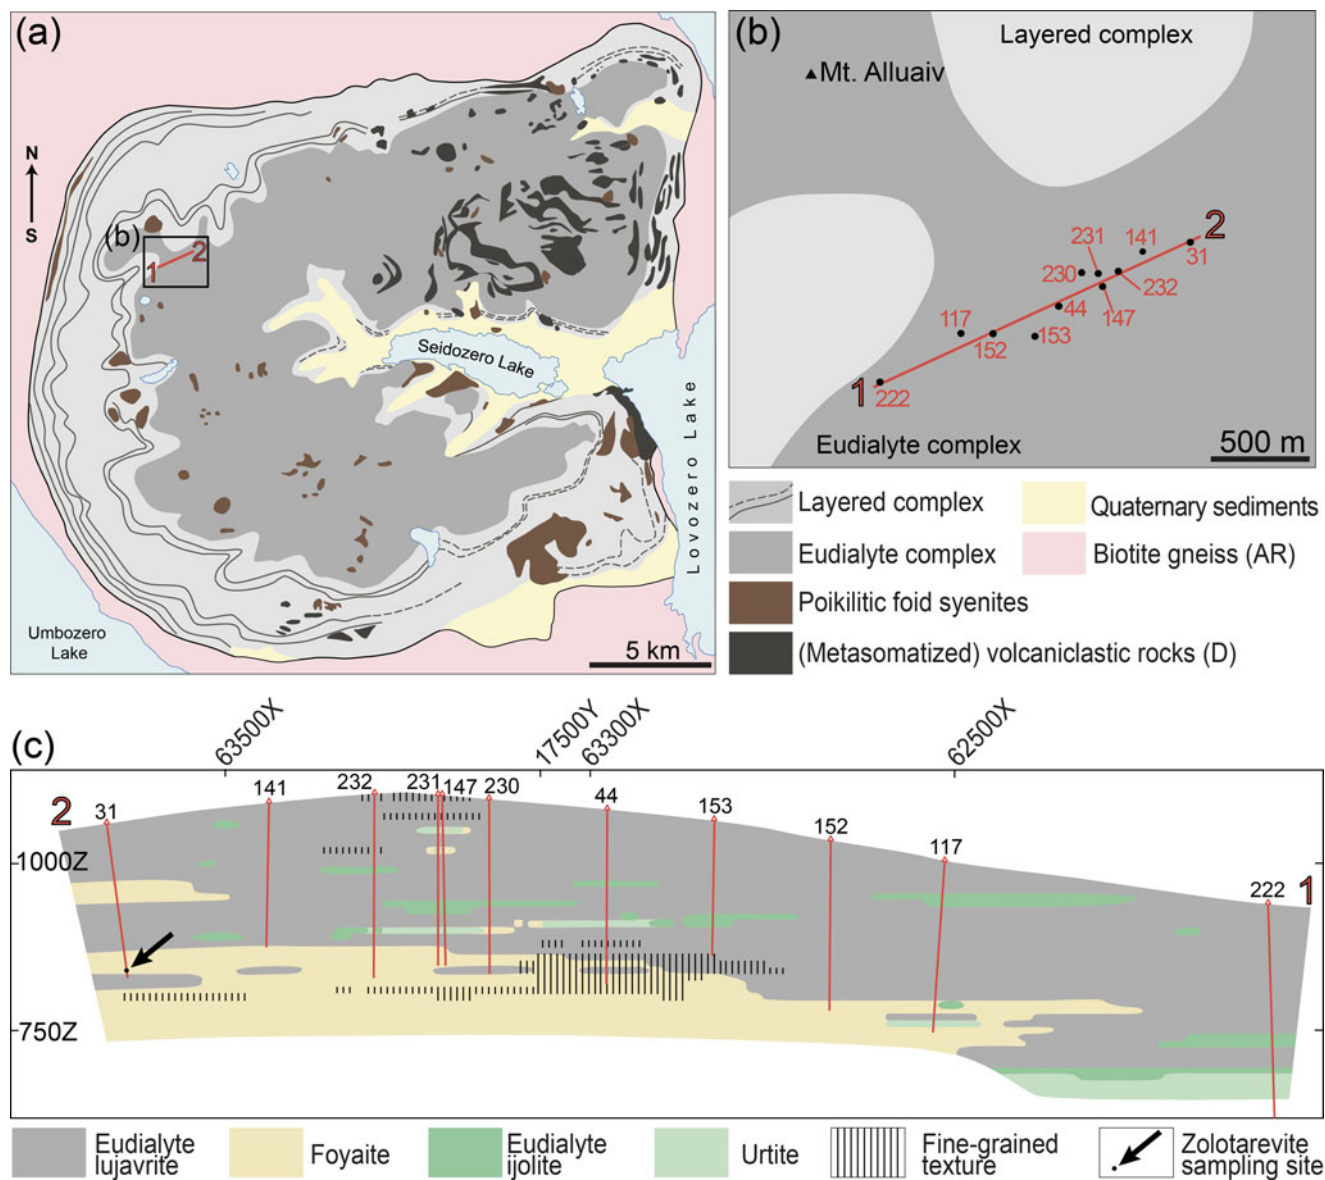 (a)
N
S
(b)
1
2
Seidozero Lake
Lovozero Lake
Umbozero
Lake
5 km
(b)
Layered complex
▲Mt. Alluaiv
2
231
141
31
230
232
44
147
117
152
153
1
222
Eudialyte complex
500 m
Layered complex
Quaternary sediments
Eudialyte complex
Biotite gneiss (AR)
Poikilitic foid syenites
(Metasomatized) volcaniclastic rocks (D)
(c)
63500X
17500Y
63300X
62500X
2
31
141
232
231
147
230
44
153
152
117
222
1
1000Z
750Z
Eudialyte
lujavrite
Foyaite
Eudialyte
ijolite
Urtite
Fine-grained
texture
Zolotarevite
sampling site